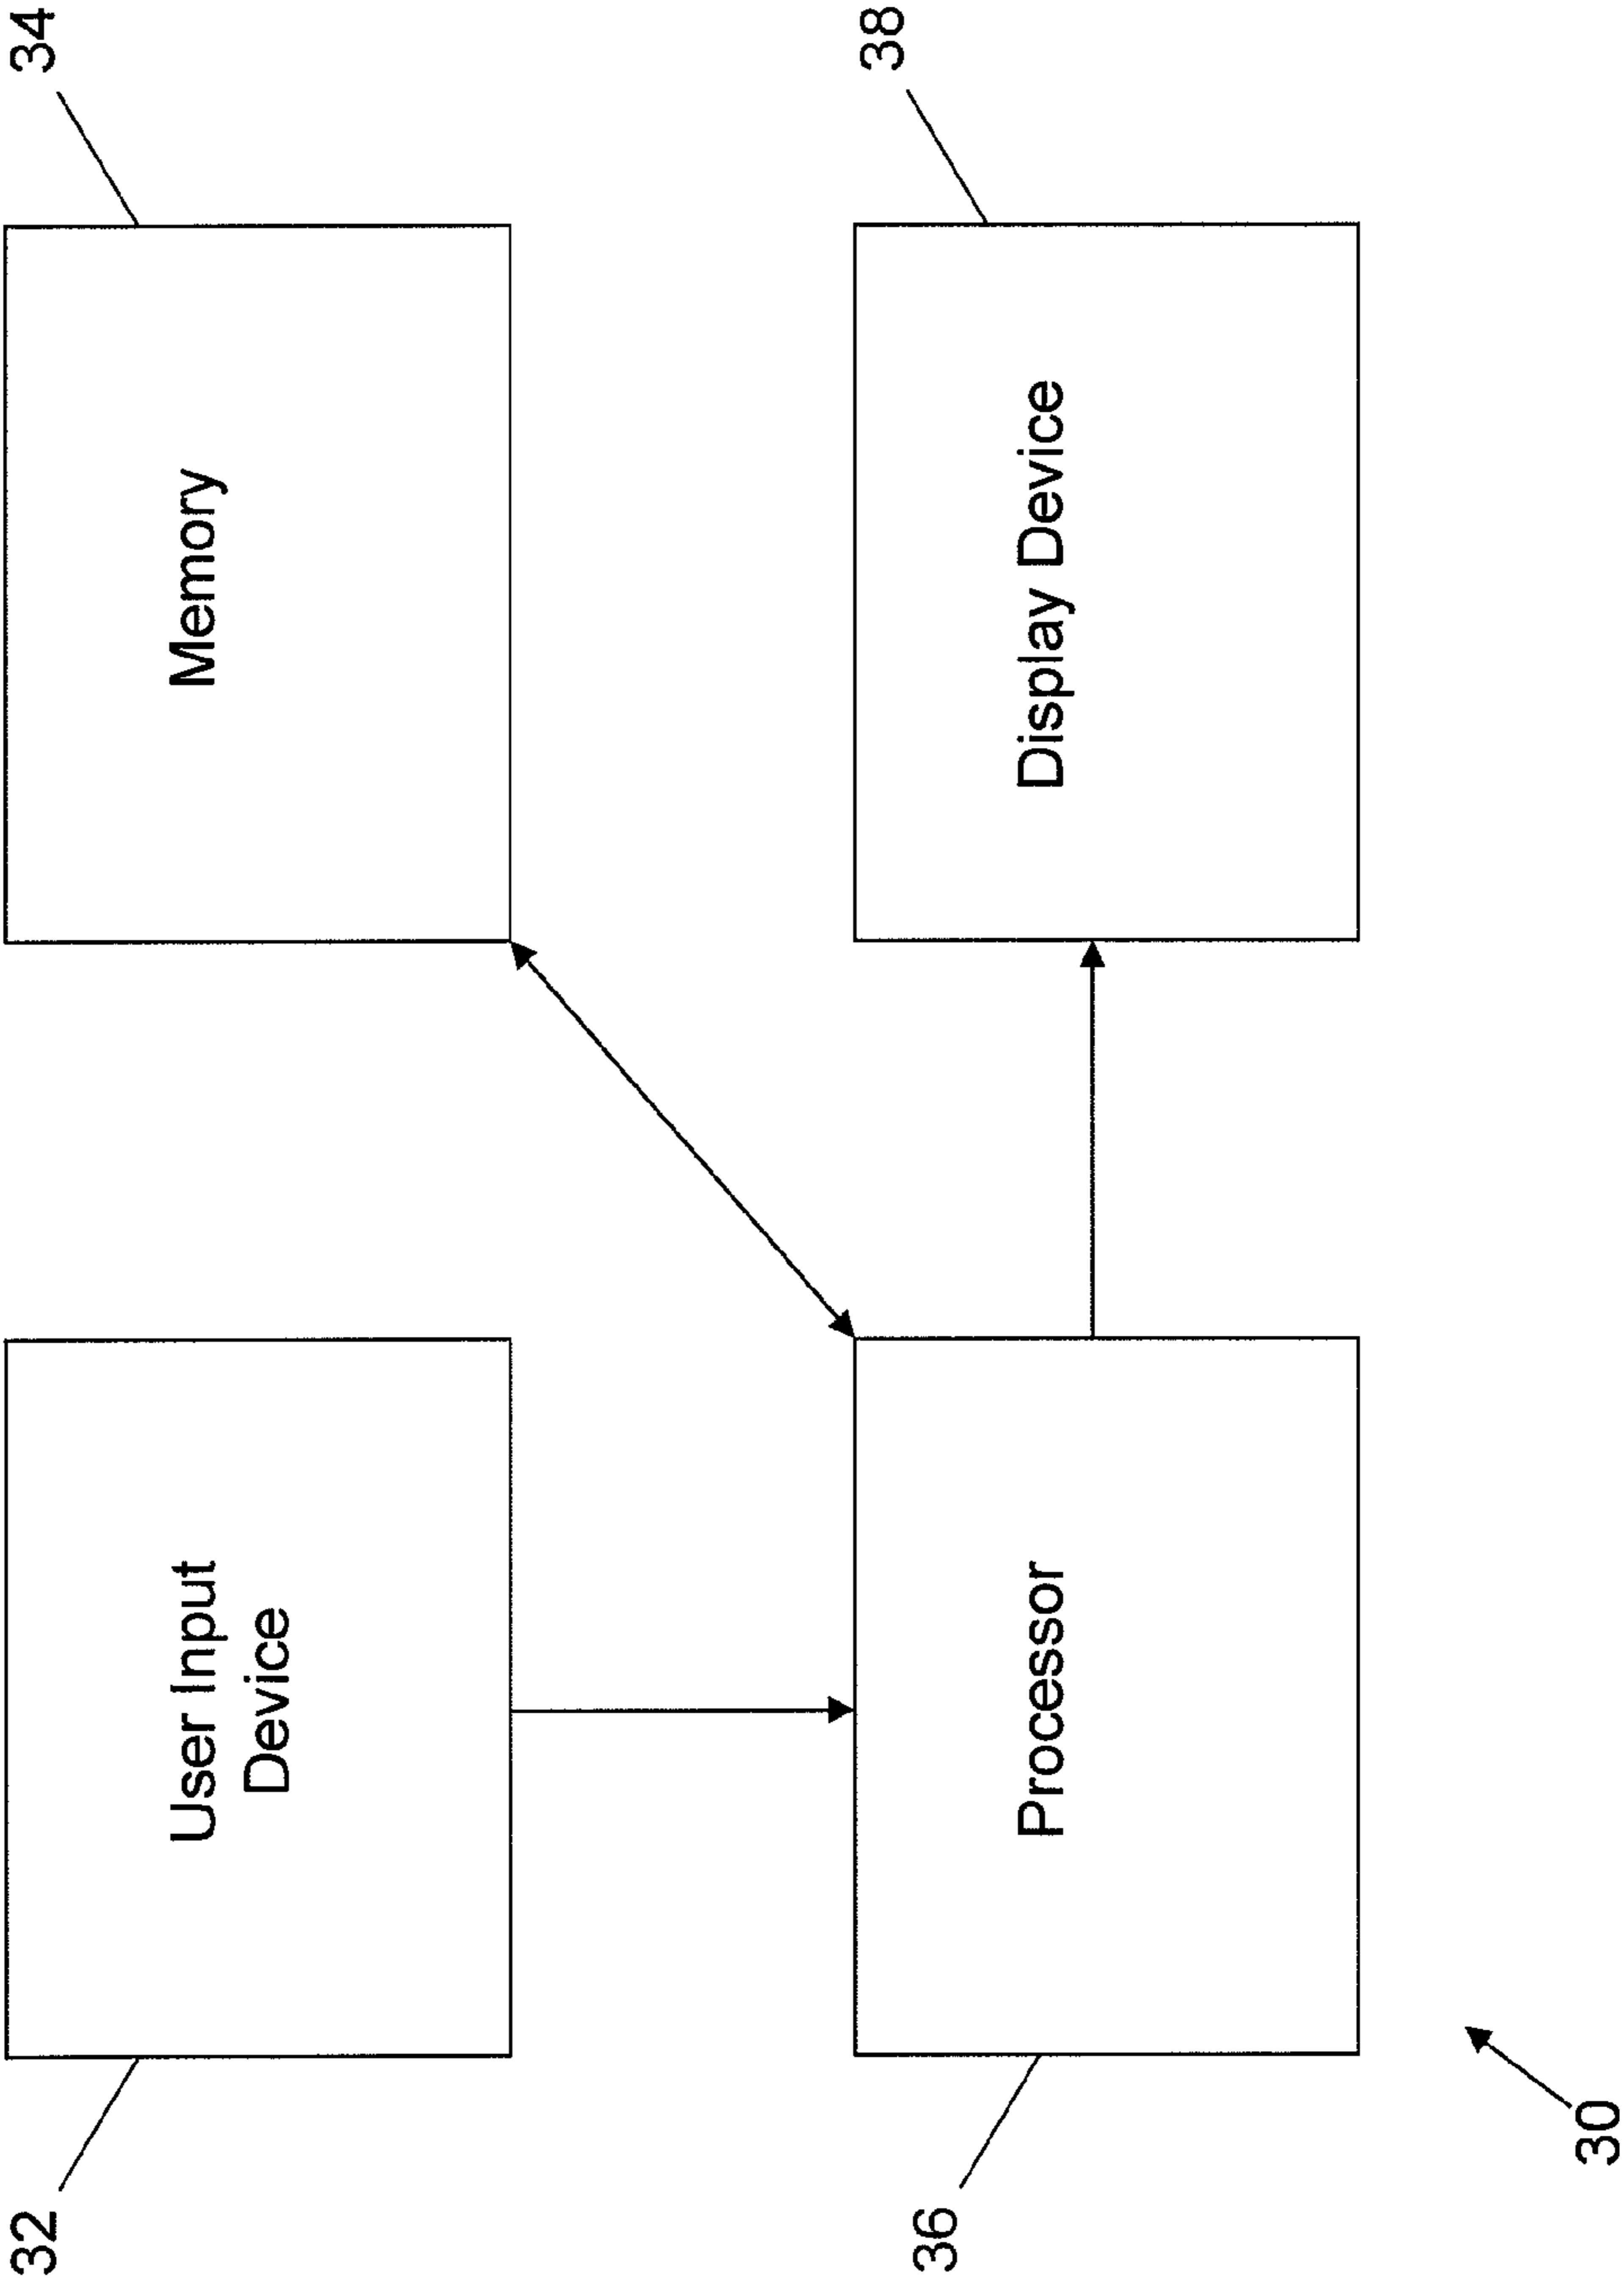 32
User Input
Device
Memory
34
36
Processor
Display Device
38
30